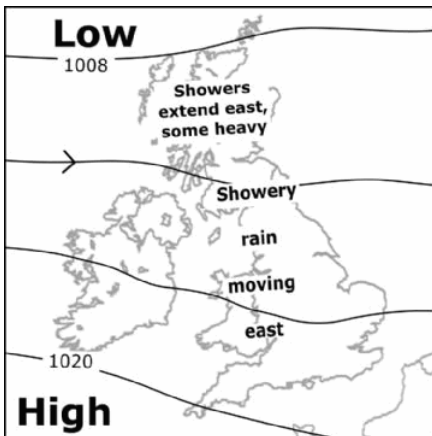 Low
1008
Showers
extend east,
some heavy
Showery
rain
moving
east
1020
High